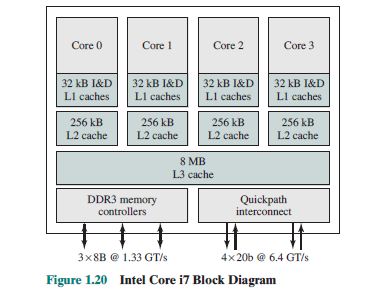 Core 0 Core 1 Core 2 Core 3
32 kB I&D 32 kB I&D 32 kB I&D 32 kB I&D
L1 caches L1 caches L1 caches L1 caches
256 kB 256 kB 256 kB 256 kB
L2 cache L2 cache L2 cache L2 cache
8 MB
L3 cache
DDR3 memory Quickpath
controllers interconnect
3×8B @ 1.33 GT/s 4×20b @ 6.4 GT/s
Figure 1.20 Intel Core i7 Block Diagram